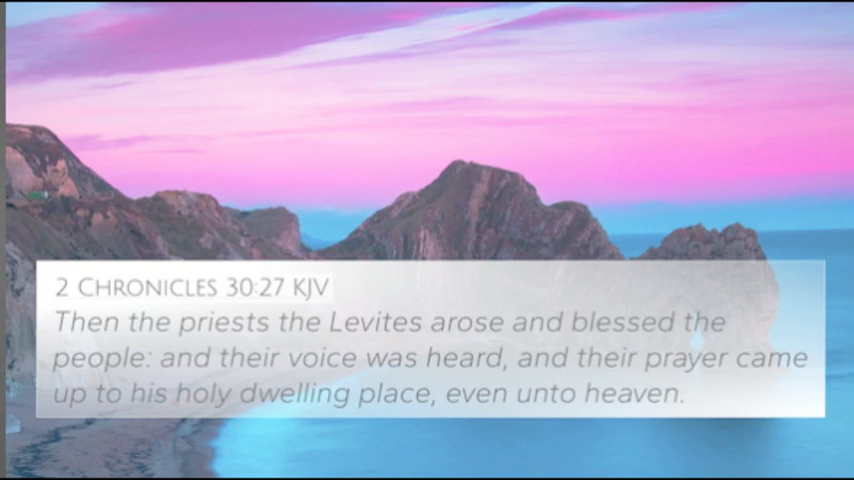 2 CHRONICLES 30:27 KJV
Then the priests the Levites arose and blessed the
people: and their voice was heard, and their prayer came
up to his holy dwelling place, even unto heaven.